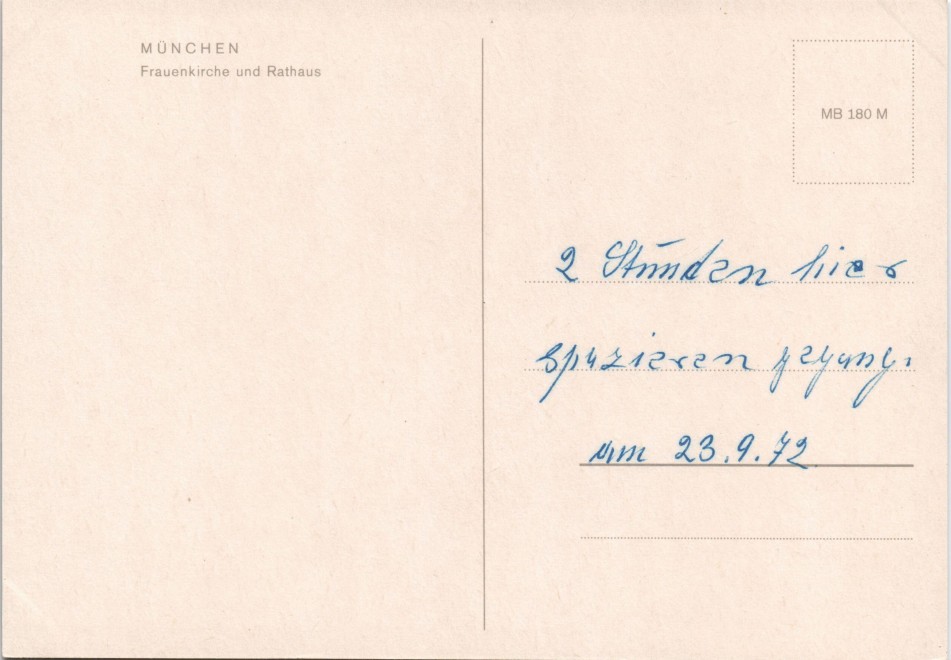 MÜNCHEN
Frauenkirche und Rathaus
MB 180 M
2 Stunden hier
spazieren gegang.
am 23.9.72